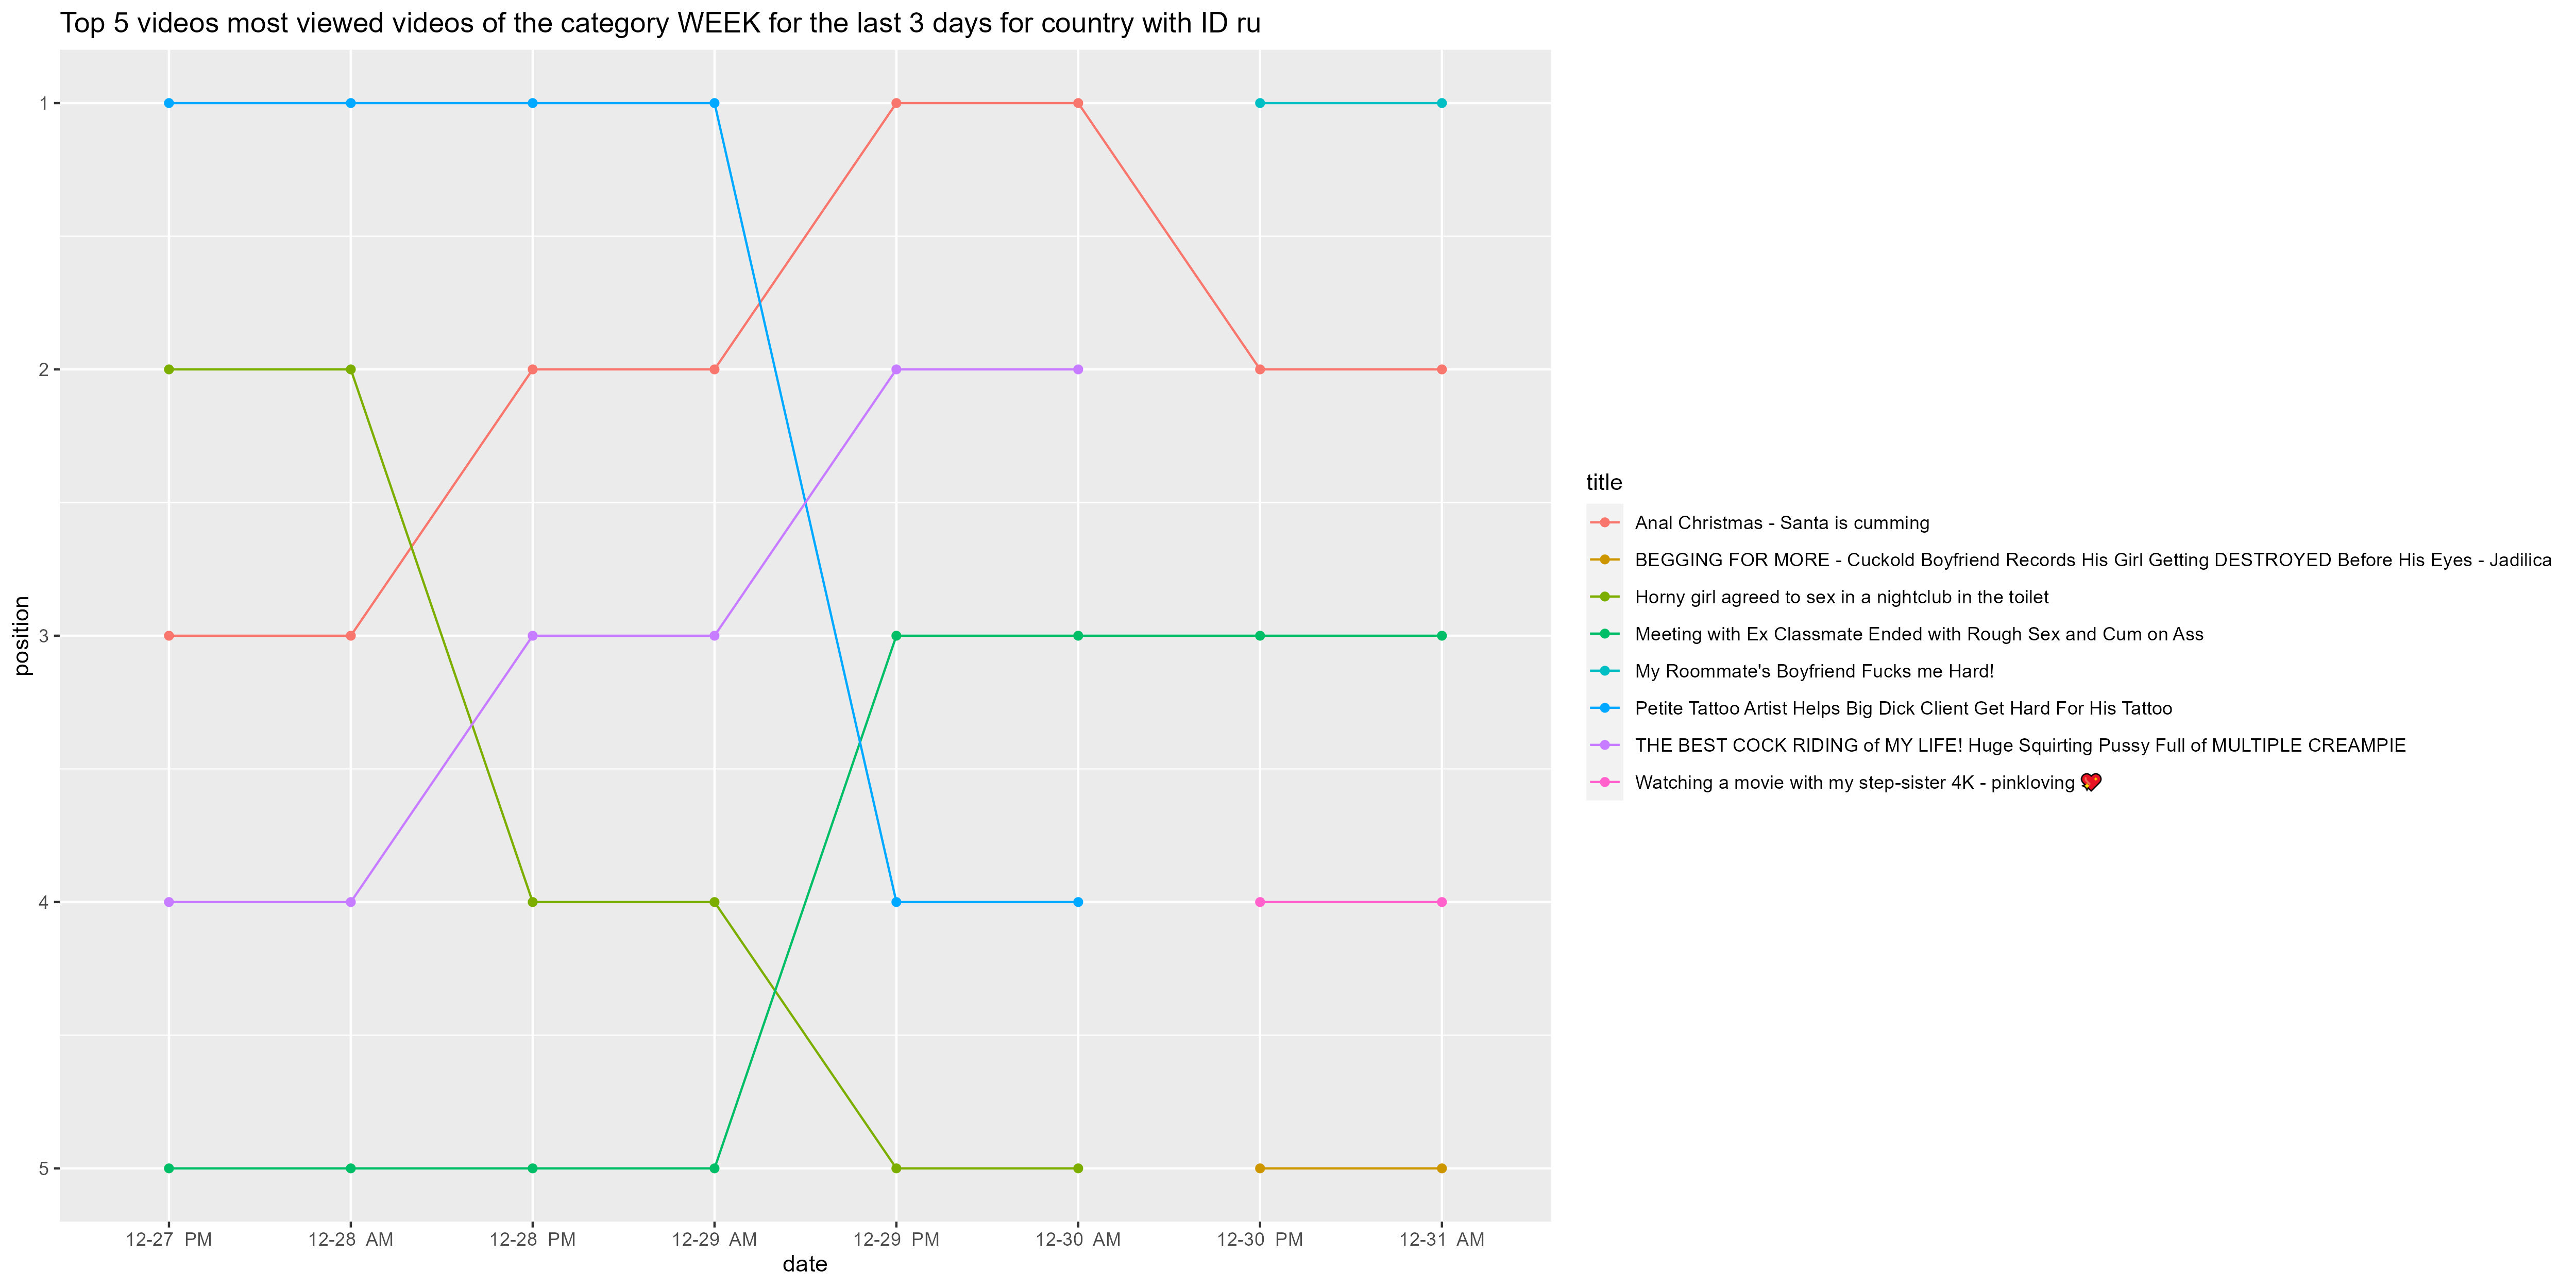 Top 5 videos most viewed videos of the category WEEK for the last 3 days for country with ID ru
position
1
2
3
4
5
12-27 PM
12-28 AM
12-28 PM
12-29 AM
12-29 PM
12-30 AM
12-30 PM
12-31 AM
date
title
Anal Christmas - Santa is cumming
BEGGING FOR MORE - Cuckold Boyfriend Records His Girl Getting DESTROYED Before His Eyes - Jadilica
Horny girl agreed to sex in a nightclub in the toilet
Meeting with Ex Classmate Ended with Rough Sex and Cum on Ass
My Roommate's Boyfriend Fucks me Hard!
Petite Tattoo Artist Helps Big Dick Client Get Hard For His Tattoo
THE BEST COCK RIDING of MY LIFE! Huge Squirting Pussy Full of MULTIPLE CREAMPIE
Watching a movie with my step-sister 4K - pinkloving 💖